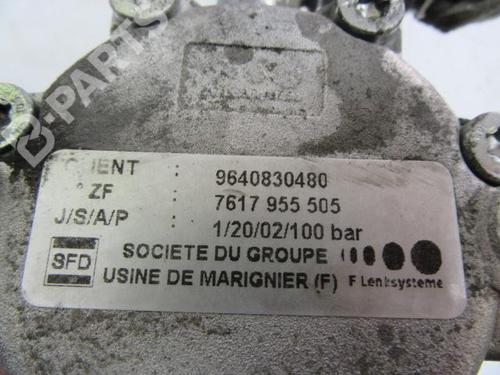 B-PARTS
CLIENT : 9640830480
ZF : 7617 955 505
J/S/A/P : 1/20/02/100 bar
SFD SOCIETE DU GROUPE
USINE DE MARIGNIER (F) F Lenksysteme